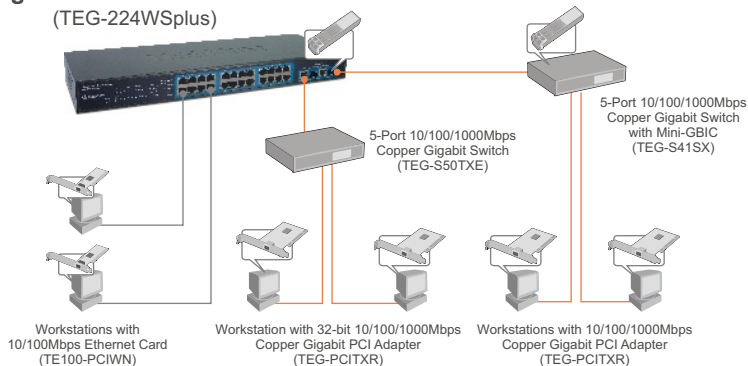 (TEG-224WSplus)
5-Port 10/100/1000Mbps
Copper Gigabit Switch
with Mini-GBIC
(TEG-S41SX)
5-Port 10/100/1000Mbps
Copper Gigabit Switch
(TEG-S50TXE)
Workstations with
10/100Mbps Ethernet Card
(TE100-PCIWN)
Workstation with 32-bit 10/100/1000Mbps
Copper Gigabit PCI Adapter
(TEG-PCITXR)
Workstations with 10/100/1000Mbps
Copper Gigabit PCI Adapter
(TEG-PCITXR)